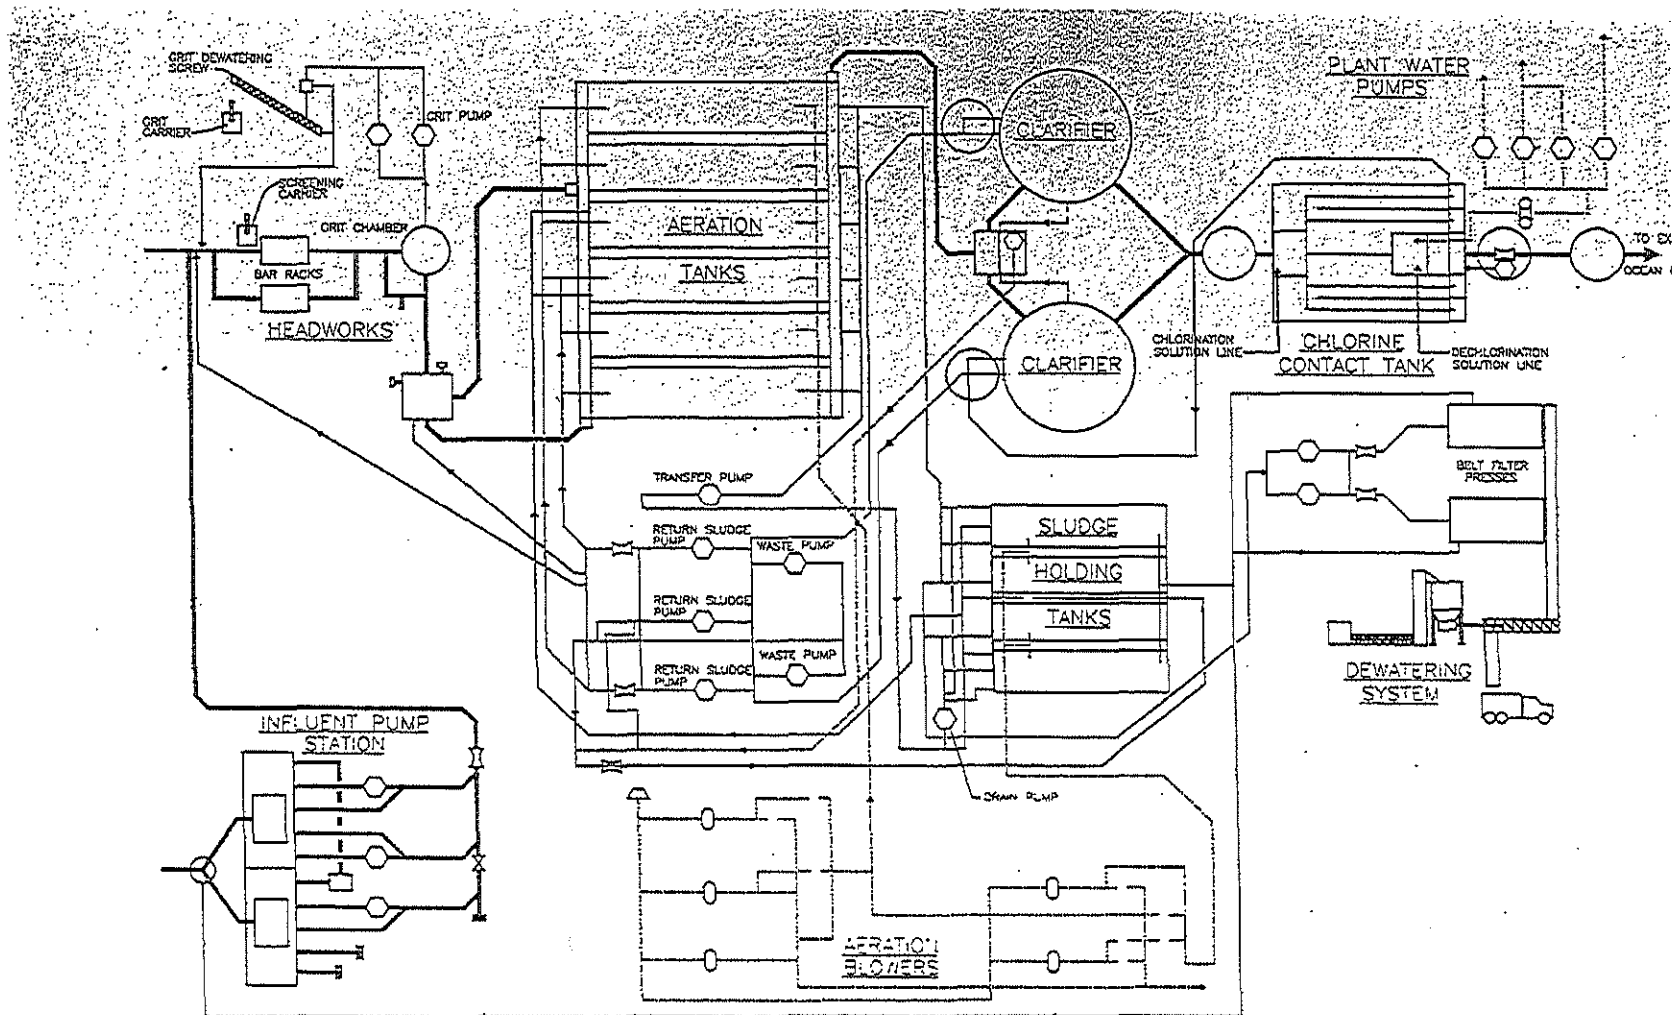 GRIT DEWATERING
SCREW
GRIT
CARRIER
GRIT PUMP
SCREENING
CARRIER
GRIT CHAMBER
BAR RACKS
HEADWORKS
AERATION
TANKS
CLARIFIER
CLARIFIER
PLANT WATER
PUMPS
TO EX
OCEAN
CHLORINATION
SOLUTION LINE
CHLORINE
CONTACT TANK
DECHLORINATION
SOLUTION LINE
BELT FILTER
PRESSES
TRANSFER PUMP
RETURN SLUDGE
PUMP
WASTE PUMP
RETURN SLUDGE
PUMP
WASTE PUMP
RETURN SLUDGE
PUMP
SLUDGE
HOLDING
TANKS
DEWATERING
SYSTEM
INFLUENT PUMP
STATION
DRAIN PUMP
AERATION
BLOWERS